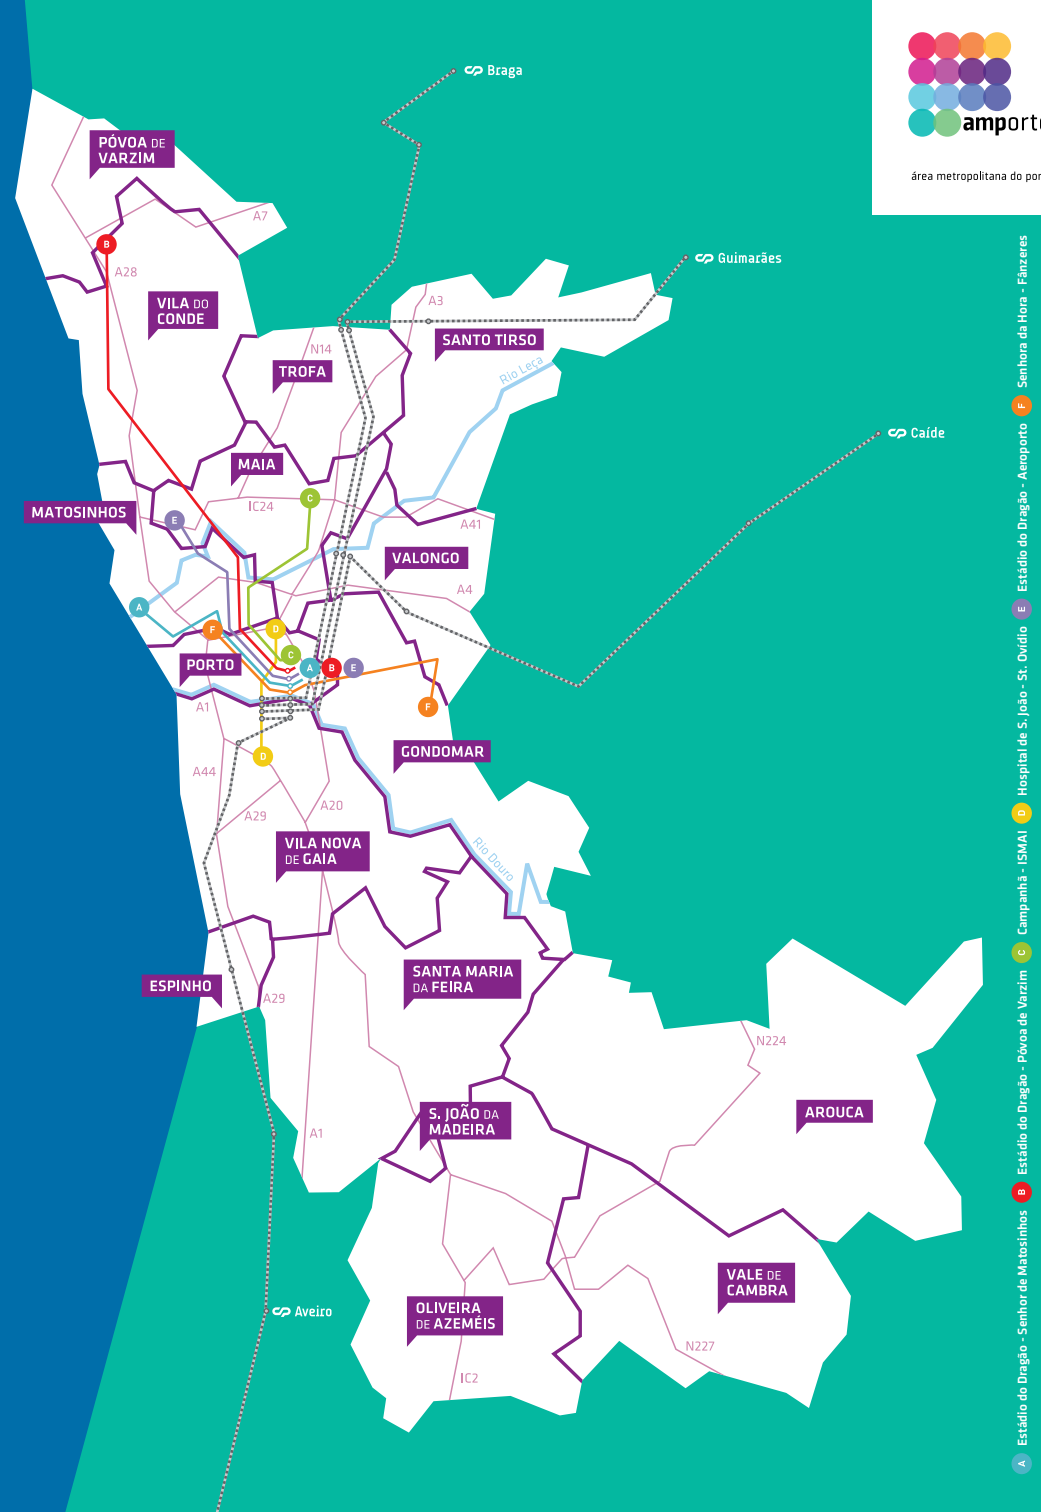 Braga
amporto
área metropolitana do por
PÓVOA DE
VARZIM
A7
B
A28
Guimarães
VILA DO
CONDE
A3
N14
SANTO TIRSO
TROFA
Rio Leça
Caíde
MAIA
IC24
C
MATOSINHOS
E
A41
VALONGO
A4
A
F
D
C
PORTO
A
B
E
A1
F
D
GONDOMAR
A44
A20
A29
VILA NOVA
DE GAIA
Rio Douro
SANTA MARIA
DA FEIRA
ESPINHO
A29
N224
S. JOÃO DA
MADEIRA
AROUCA
A1
VALE DE
CAMBRA
Aveiro
OLIVEIRA
DE AZEMÉIS
N227
IC2
A Estádio do Dragão - Senhor de Matosinhos
B Estádio do Dragão - Póvoa de Varzim
C Campanhã - ISMAI
D Hospital de S. João - Sto. Ovídio
E Estádio do Dragão - Aeroporto
F Senhora da Hora - Fânzeres